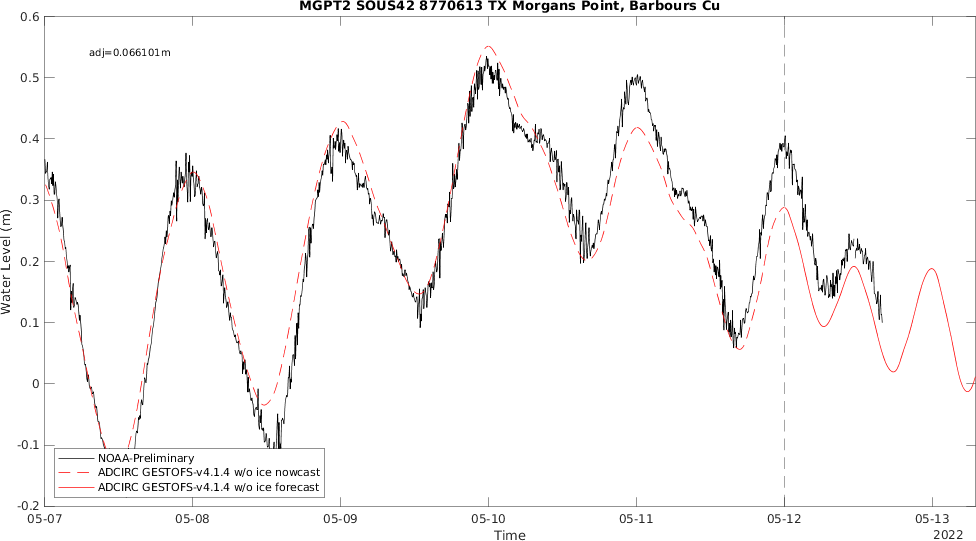 MGPT2 SOUS42 8770613 TX Morgans Point, Barbours Cu
0.6
adj=0.066101m
0.5
0.4
0.3
0.2
0.1
0
-0.1
-0.2
Water Level (m)
NOAA-Preliminary
ADCIRC GESTOFS-v4.1.4 w/o ice nowcast
ADCIRC GESTOFS-v4.1.4 w/o ice forecast
05-07 05-08 05-09 05-10 05-11 05-12 05-13
Time
2022